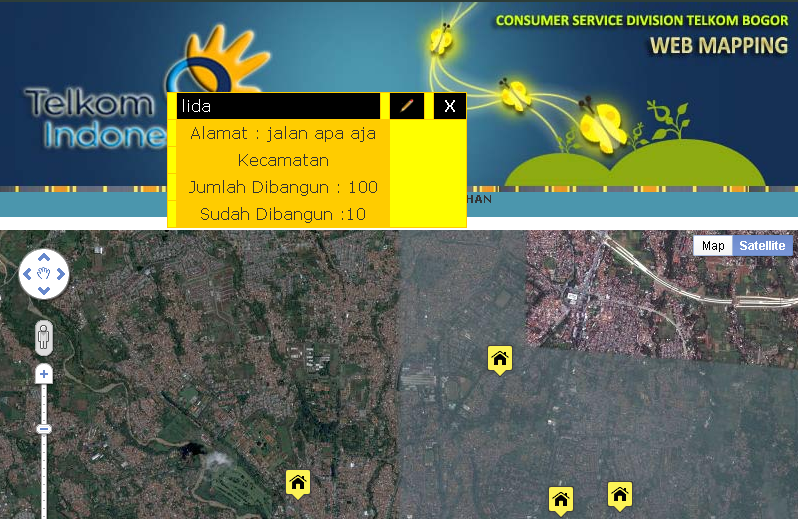 CONSUMER SERVICE DIVISION TELKOM BOGOR
WEB MAPPING
Telkom
Indone
lida
X
Alamat : jalan apa aja
Kecamatan
Jumlah Dibangun : 100
Sudah Dibangun :10
HAN
Map Satellite